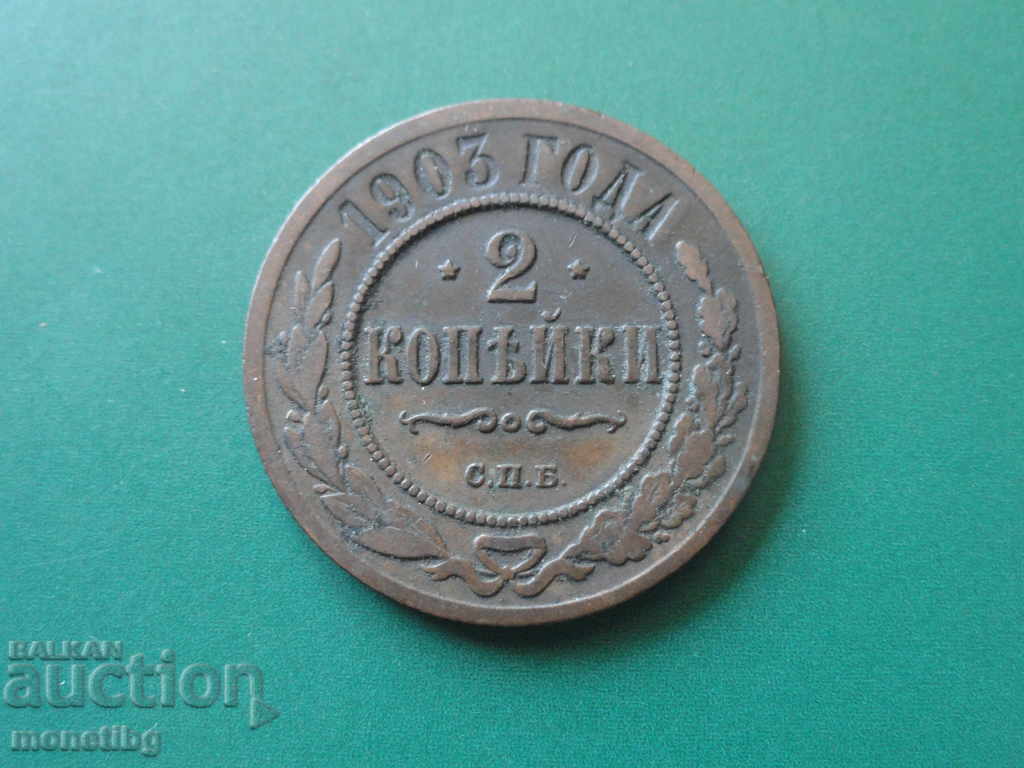 1903 ГОДА
* 2 *
КОПѢЙКИ
С.П.Б.
BALKAN
auction
monetibg